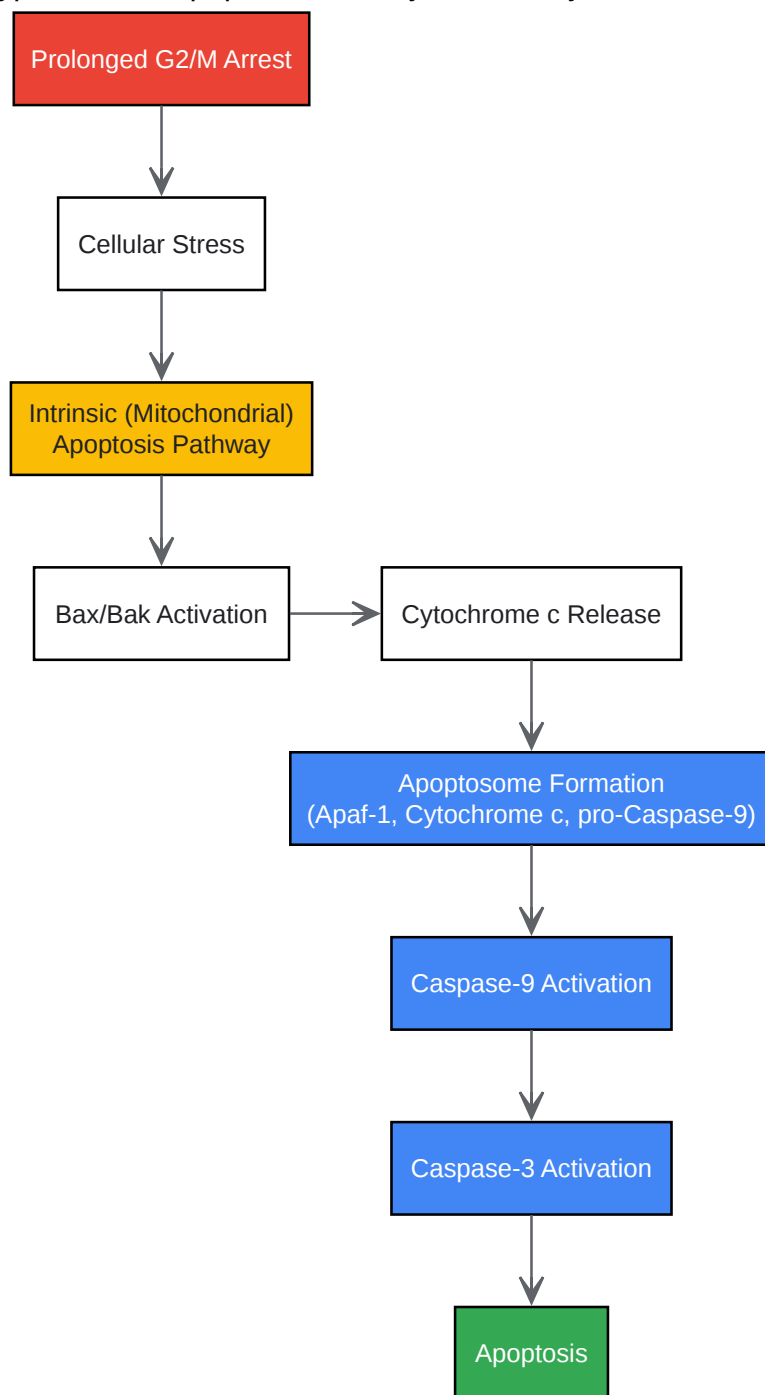 Prolonged G2/M Arrest
Cellular Stress
Intrinsic (Mitochondrial)
Apoptosis Pathway
Bax/Bak Activation
Cytochrome c Release
Apoptosome Formation
(Apaf-1, Cytochrome c, pro-Caspase-9)
Caspase-9 Activation
Caspase-3 Activation
Apoptosis